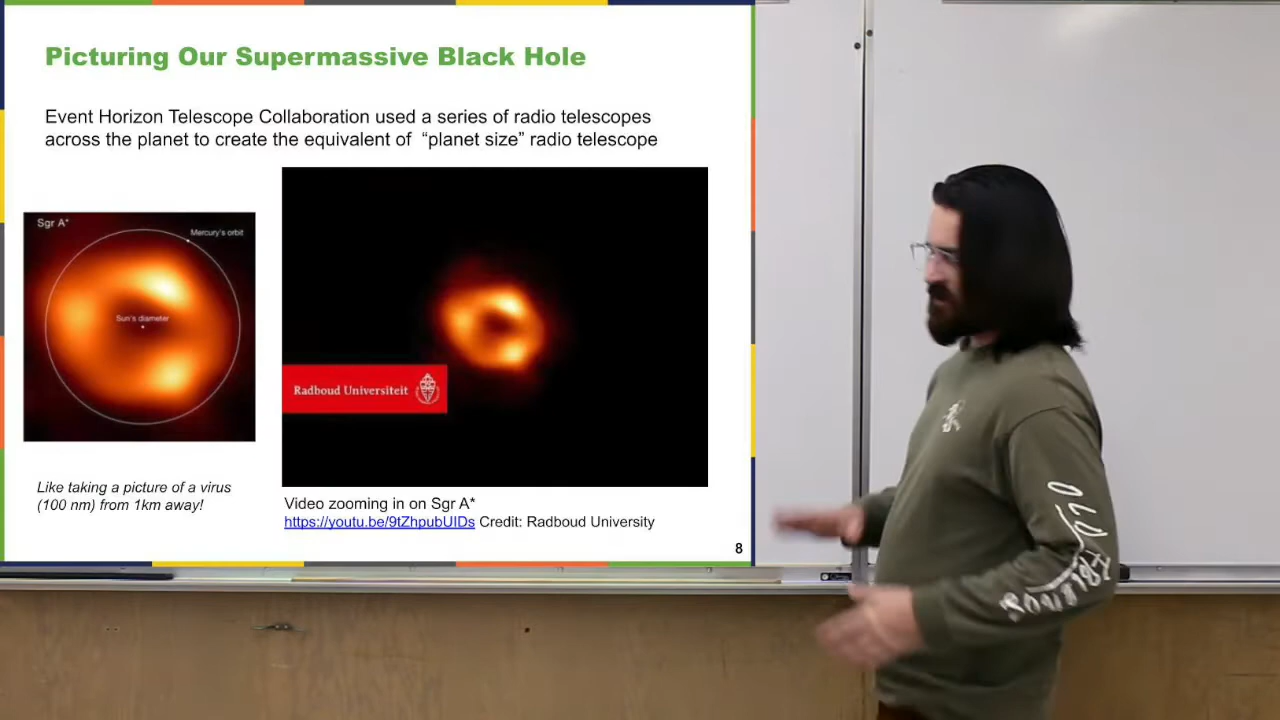 Picturing Our Supermassive Black Hole
Event Horizon Telescope Collaboration used a series of radio telescopes
across the planet to create the equivalent of “planet size” radio telescope
Sgr A*
Mercury's orbit
Sun's diameter
Radboud Universiteit
Like taking a picture of a virus
(100 nm) from 1km away!
Video zooming in on Sgr A*
https://youtu.be/9tZhpubUIDs Credit: Radboud University
8
OLD
FRIENDS